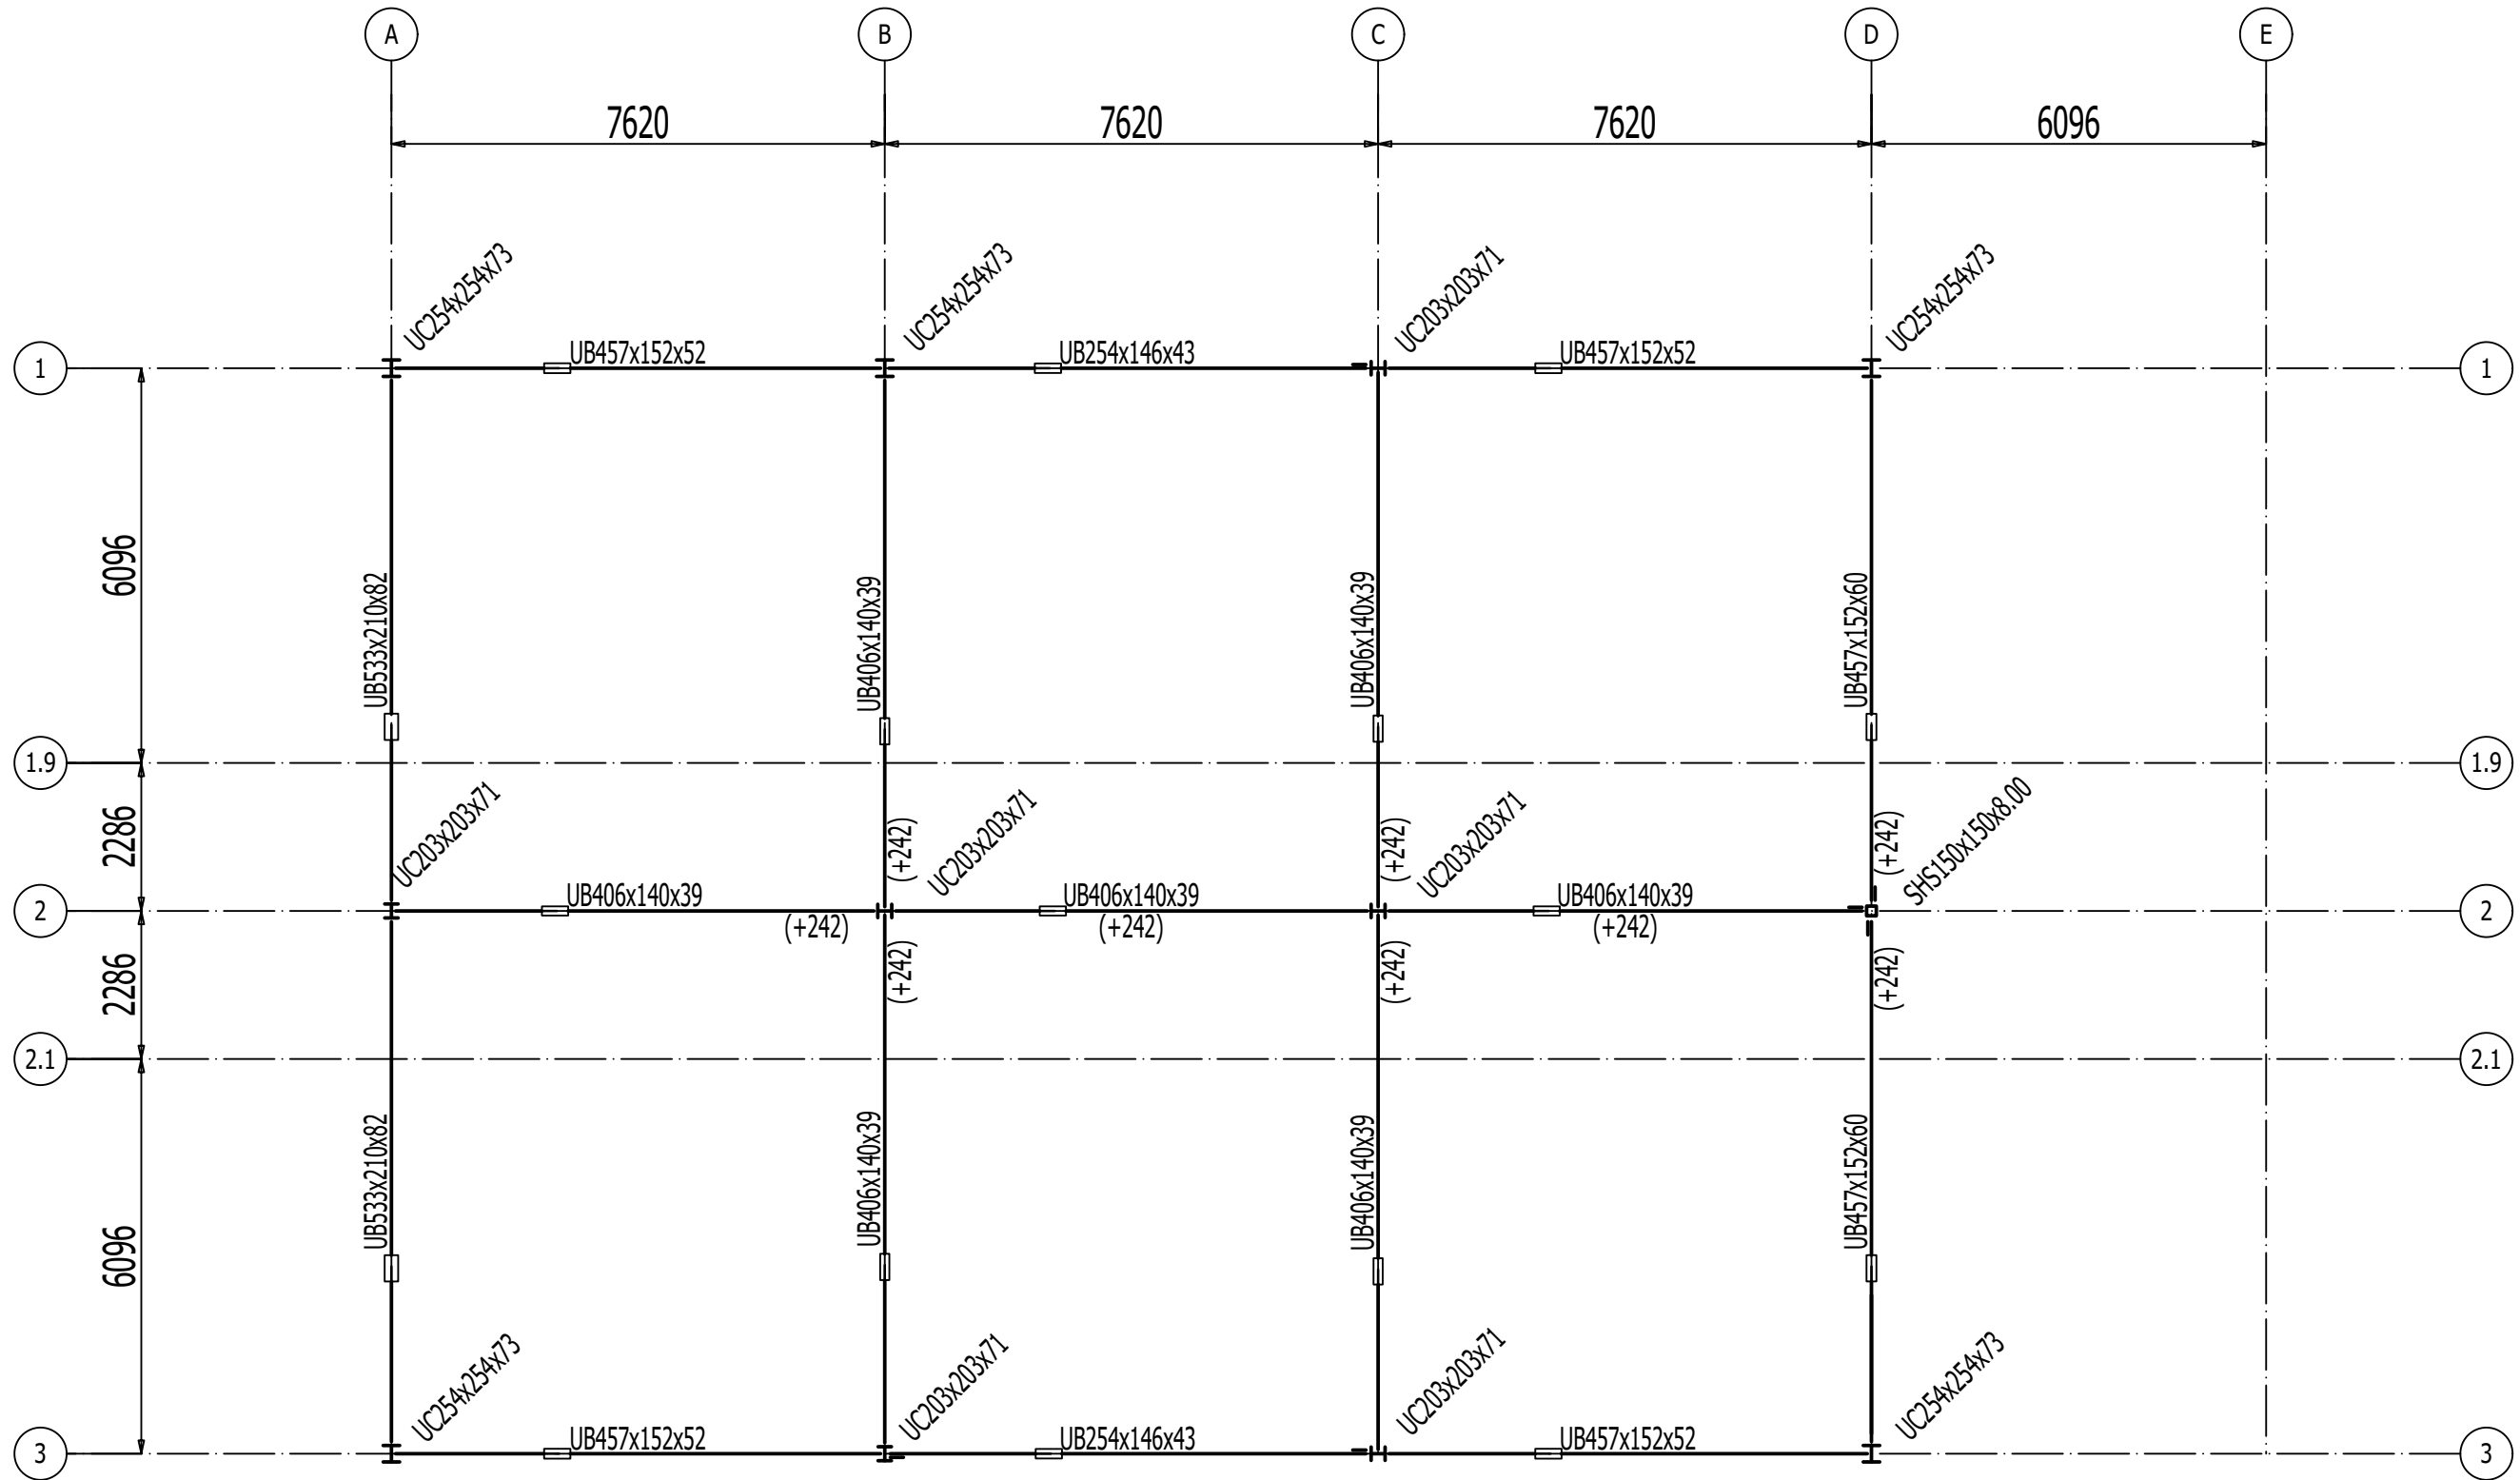 A B C D E
7620 7620 7620 6096
UC254x254x73 UC254x254x73 UC203x203x71 UC254x254x73
1 UB457x152x52 UB254x146x43 UB457x152x52 1
6096
UB533x210x82 UB406x140x39 UB406x140x39 UB457x152x60
1.9 1.9
2286
UC203x203x71 UC203x203x71 UC203x203x71 SHS150x150x8.00
(+242) (+242) (+242)
UB406x140x39 UB406x140x39 UB406x140x39
2 2
(+242) (+242) (+242)
2286
(+242) (+242) (+242)
2.1 2.1
UB533x210x82 UB406x140x39 UB406x140x39 UB457x152x60
6096
UC254x254x73 UC203x203x71 UC203x203x71 UC254x254x73
3 UB457x152x52 UB254x146x43 UB457x152x52 3